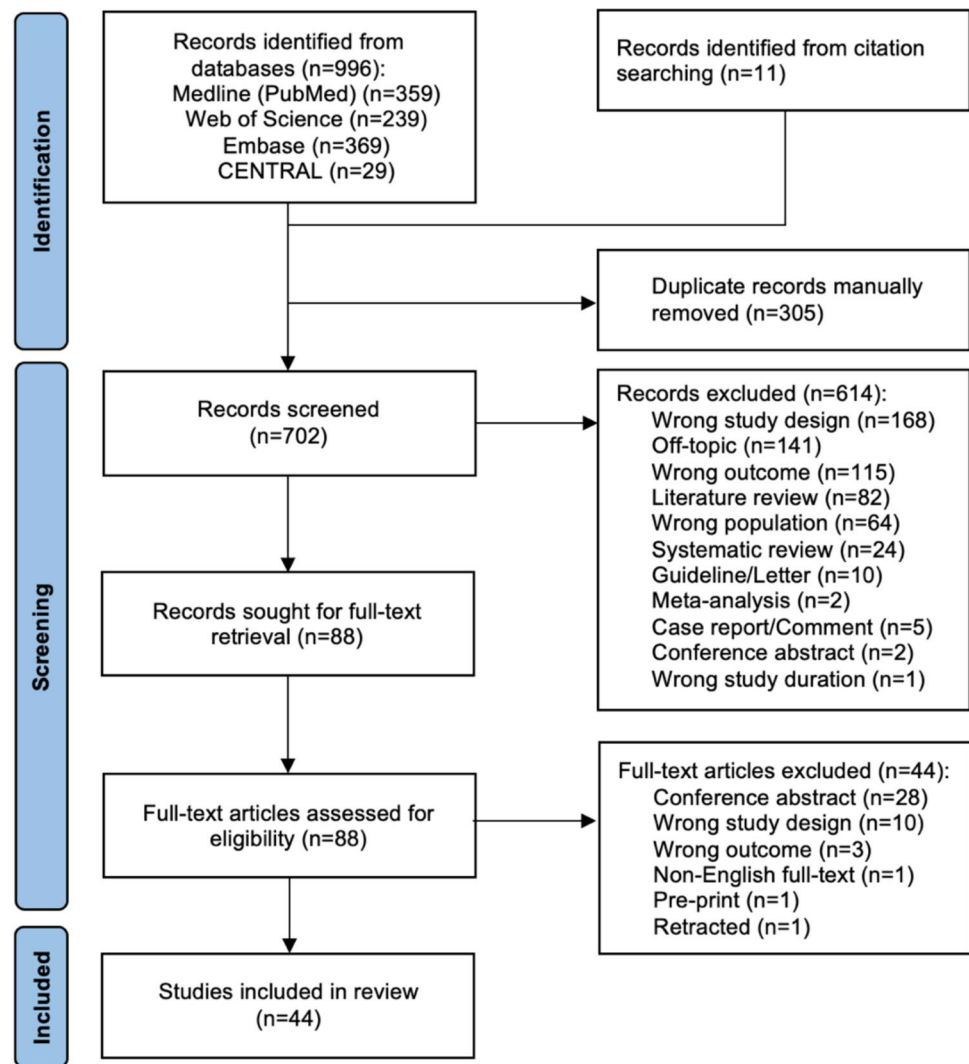 Identification
Records identified from
databases (n=996):
Medline (PubMed) (n=359)
Web of Science (n=239)
Embase (n=369)
CENTRAL (n=29)
Records identified from citation
searching (n=11)
Duplicate records manually
removed (n=305)
Screening
Records screened
(n=702)
Records excluded (n=614):
Wrong study design (n=168)
Off-topic (n=141)
Wrong outcome (n=115)
Literature review (n=82)
Wrong population (n=64)
Systematic review (n=24)
Guideline/Letter (n=10)
Meta-analysis (n=2)
Case report/Comment (n=5)
Conference abstract (n=2)
Wrong study duration (n=1)
Records sought for full-text
retrieval (n=88)
Full-text articles assessed for
eligibility (n=88)
Full-text articles excluded (n=44):
Conference abstract (n=28)
Wrong study design (n=10)
Wrong outcome (n=3)
Non-English full-text (n=1)
Pre-print (n=1)
Retracted (n=1)
Included
Studies included in review
(n=44)